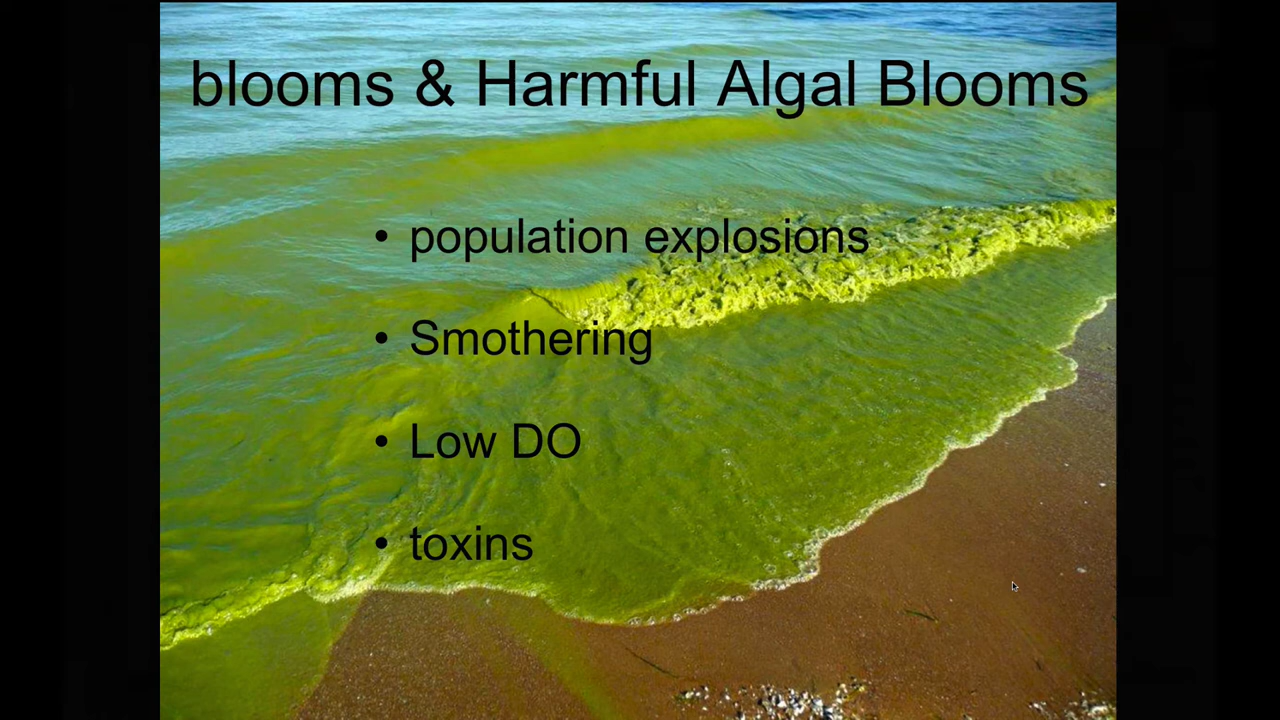 blooms & Harmful Algal Blooms
• population explosions
• Smothering
• Low DO
• toxins